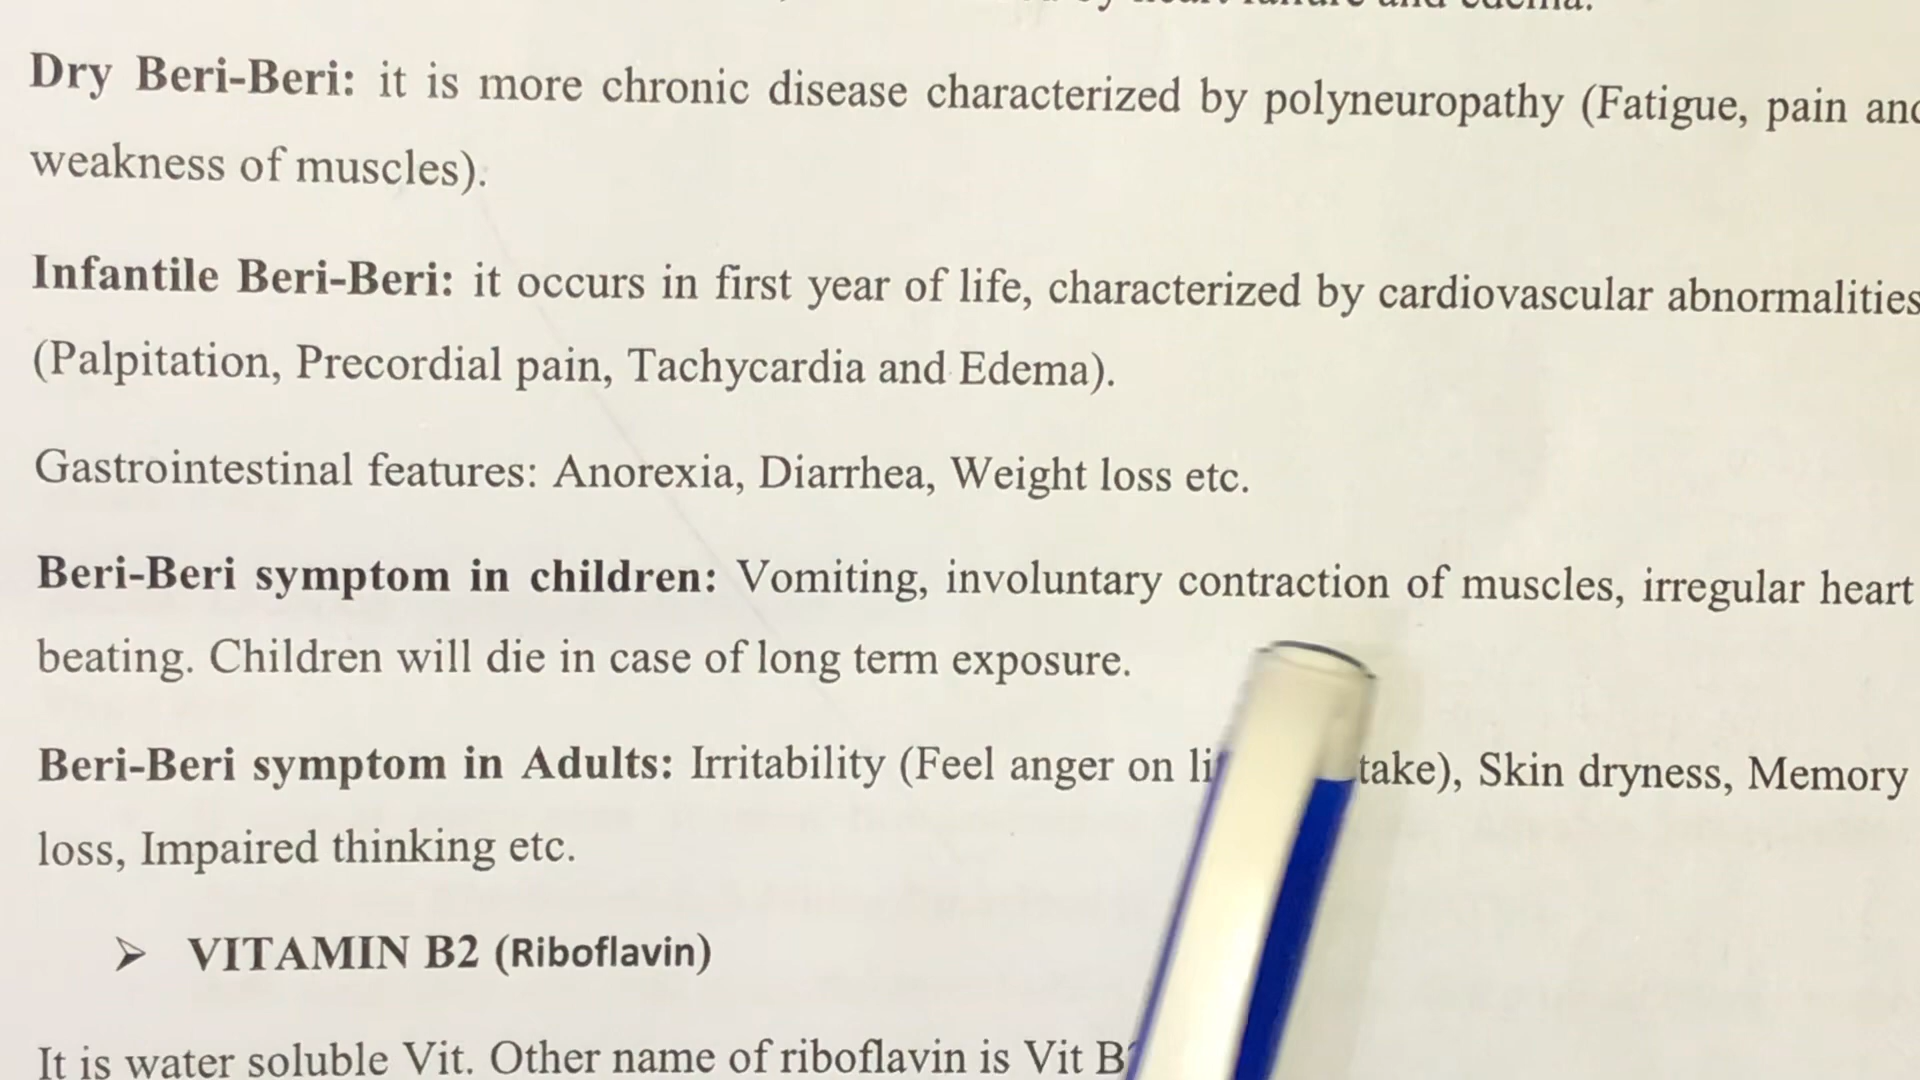 heart failure and edema.
Dry Beri-Beri: it is more chronic disease characterized by polyneuropathy (Fatigue, pain and
weakness of muscles).
Infantile Beri-Beri: it occurs in first year of life, characterized by cardiovascular abnormalities
(Palpitation, Precordial pain, Tachycardia and Edema).
Gastrointestinal features: Anorexia, Diarrhea, Weight loss etc.
Beri-Beri symptom in children: Vomiting, involuntary contraction of muscles, irregular heart
beating. Children will die in case of long term exposure.
Beri-Beri symptom in Adults: Irritability (Feel anger on take), Skin dryness, Memory
loss, Impaired thinking etc.
➢ VITAMIN B2 (Riboflavin)
It is water soluble Vit. Other name of riboflavin is Vit